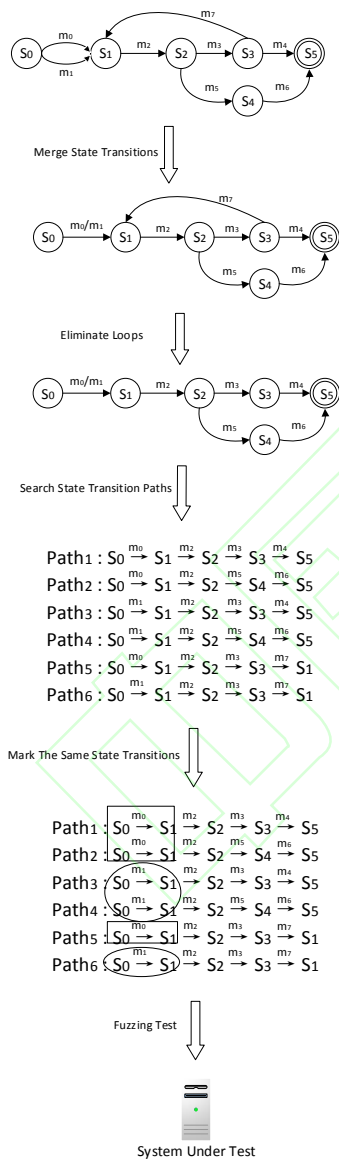 m7
m0
m2
m3
m4
S0
S1
S2
S3
S5
m1
m5
m6
S4
Merge State Transitions
m7
m0/m1
m2
m3
m4
S0
S1
S2
S3
S5
m5
m6
S4
Eliminate Loops
m0/m1
m2
m3
m4
S0
S1
S2
S3
S5
m5
m6
S4
Search State Transition Paths
m0 m2 m3 m4
Path1 : S0 → S1 → S2 → S3 → S5
m0 m2 m5 m6
Path2 : S0 → S1 → S2 → S4 → S5
m1 m2 m3 m4
Path3 : S0 → S1 → S2 → S3 → S5
m1 m2 m5 m6
Path4 : S0 → S1 → S2 → S4 → S5
m0 m2 m3 m7
Path5 : S0 → S1 → S2 → S3 → S1
m1 m2 m3 m7
Path6 : S0 → S1 → S2 → S3 → S1
Mark The Same State Transitions
m0 m2 m3 m4
Path1 : S0 → S1 → S2 → S3 → S5
m0 m2 m5 m6
Path2 : S0 → S1 → S2 → S4 → S5
m1 m2 m3 m4
Path3 : S0 → S1 → S2 → S3 → S5
m1 m2 m5 m6
Path4 : S0 → S1 → S2 → S4 → S5
m0 m2 m3 m7
Path5 : S0 → S1 → S2 → S3 → S1
m1 m2 m3 m7
Path6 : S0 → S1 → S2 → S3 → S1
Fuzzing Test
System Under Test